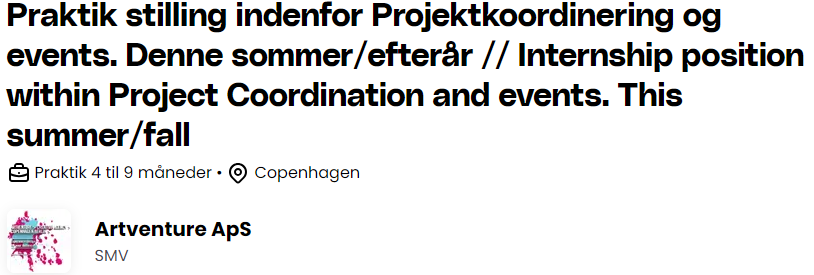 Praktik stilling indenfor Projektkoordinering og
events. Denne sommer/efterår // Internship position
within Project Coordination and events. This
summer/fall
Praktik 4 til 9 måneder • Copenhagen
Artventure ApS
SMV